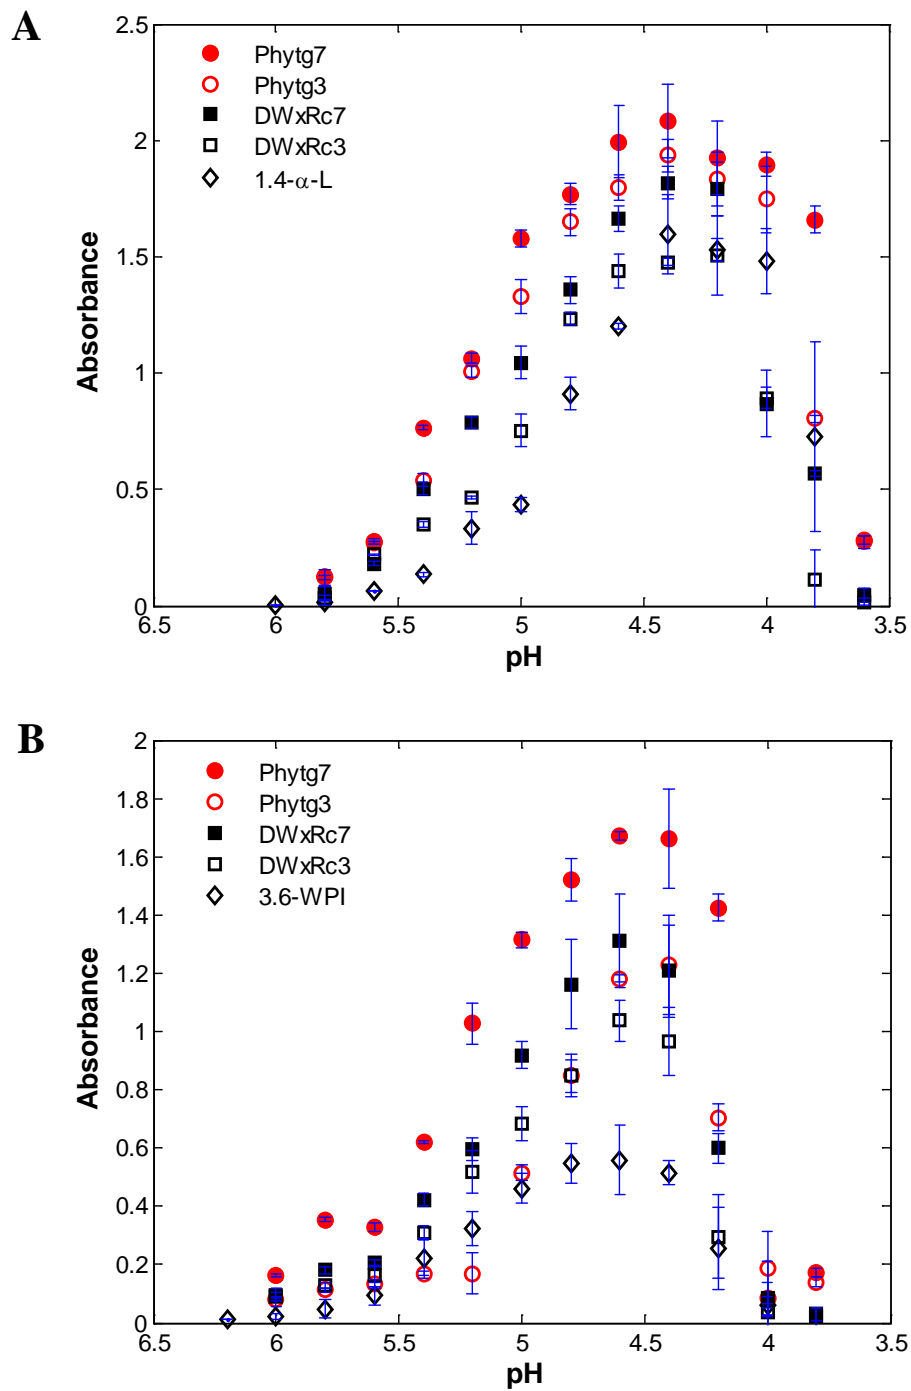 A
2.5
2
1.5
1
0.5
0
Absorbance
Phytg7
Phytg3
DWxRc7
DWxRc3
1.4-α-L
6.5 6 5.5 5 4.5 4 3.5
pH
B
2
1.8
1.6
1.4
1.2
1
0.8
0.6
0.4
0.2
0
Absorbance
Phytg7
Phytg3
DWxRc7
DWxRc3
3.6-WPI
6.5 6 5.5 5 4.5 4 3.5
pH